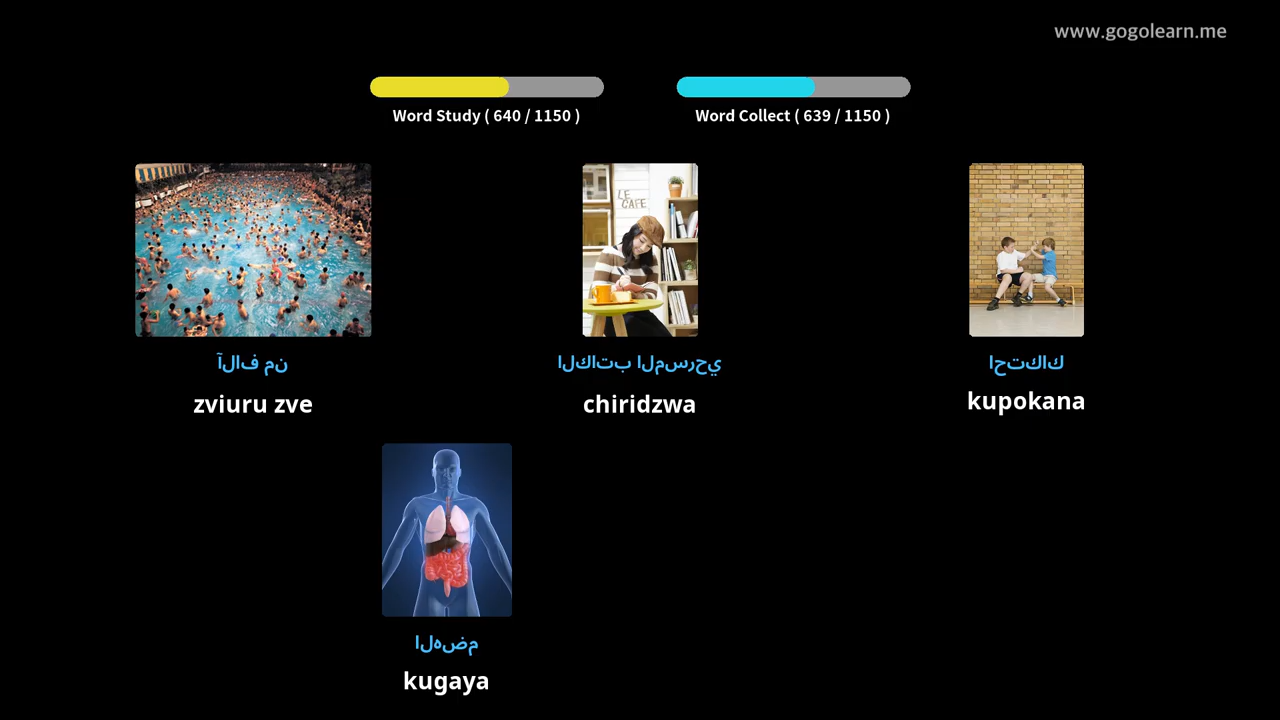 www.gogolearn.me
Word Study ( 640 / 1150 )
Word Collect ( 639 / 1150 )
آلاف من
zviuru zve
الكاتب المسرحي
chiridzwa
احتكاك
kupokana
الهضم
kugaya